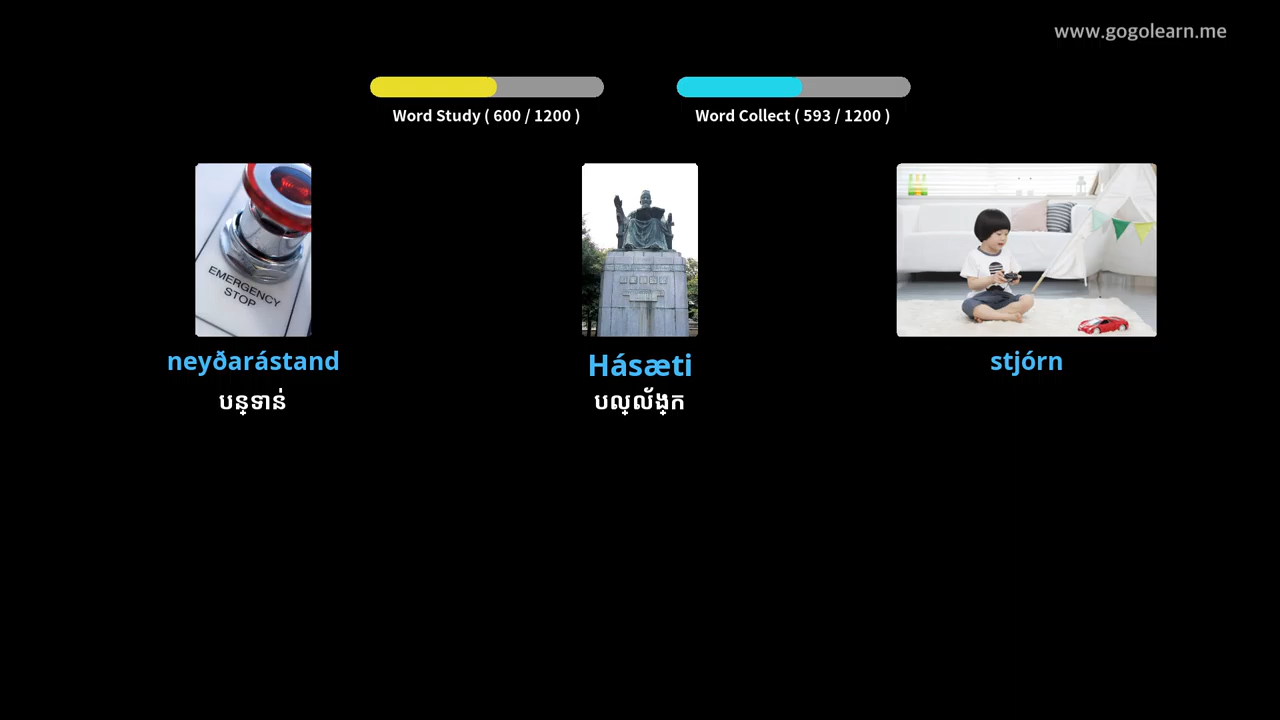 www.gogolearn.me
Word Study ( 600 / 1200 )
Word Collect ( 593 / 1200 )
EMERGENCY
STOP
neyðarástand
Hásæti
stjórn
បន្ទាន់
បល្ល័ង្ក